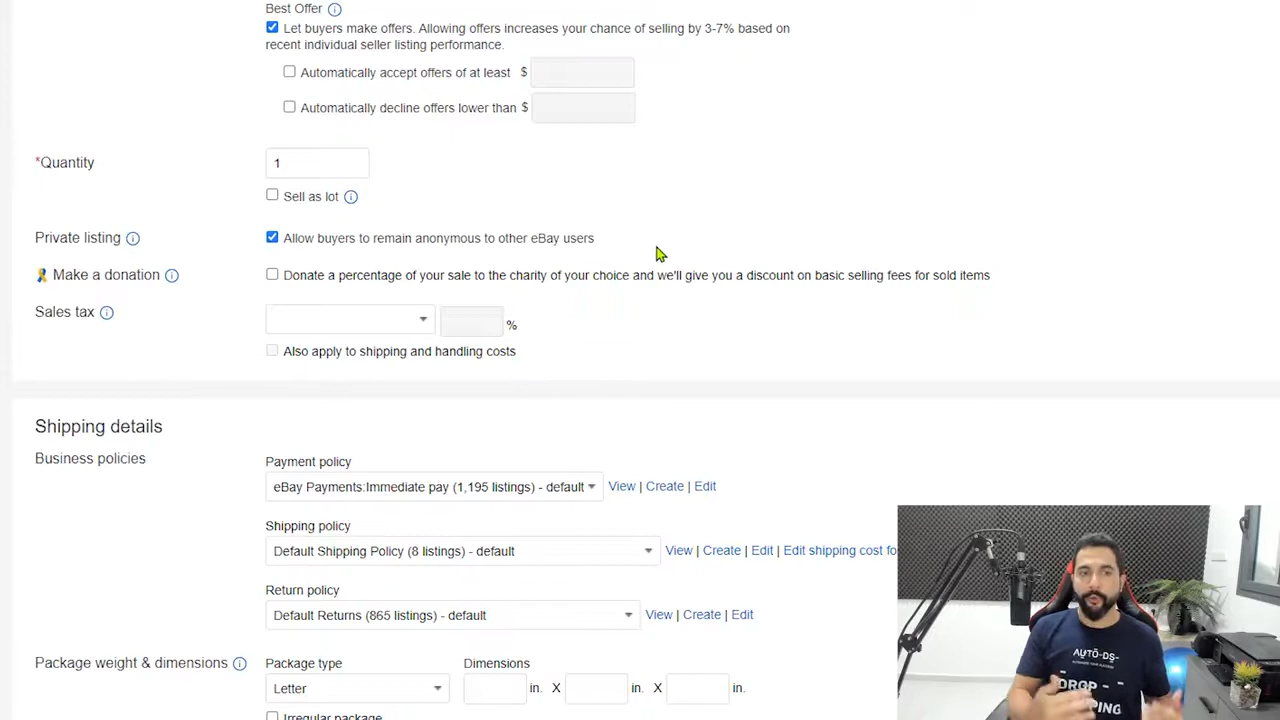 Best Offer
Let buyers make offers. Allowing offers increases your chance of selling by 3-7% based on
recent individual seller listing performance.
Automatically accept offers of at least $
Automatically decline offers lower than $
*Quantity 1
Sell as lot
Private listing Allow buyers to remain anonymous to other eBay users
Make a donation Donate a percentage of your sale to the charity of your choice and we'll give you a discount on basic selling fees for sold items
Sales tax %
Also apply to shipping and handling costs
Shipping details
Business policies Payment policy
eBay Payments:Immediate pay (1,195 listings) - default View | Create | Edit
Shipping policy
Default Shipping Policy (8 listings) - default View | Create | Edit | Edit shipping cost fo
Return policy
Default Returns (865 listings) - default View | Create | Edit
Package weight & dimensions Package type Dimensions
Letter in. X in. X in.
Irregular package
AUTO-DS